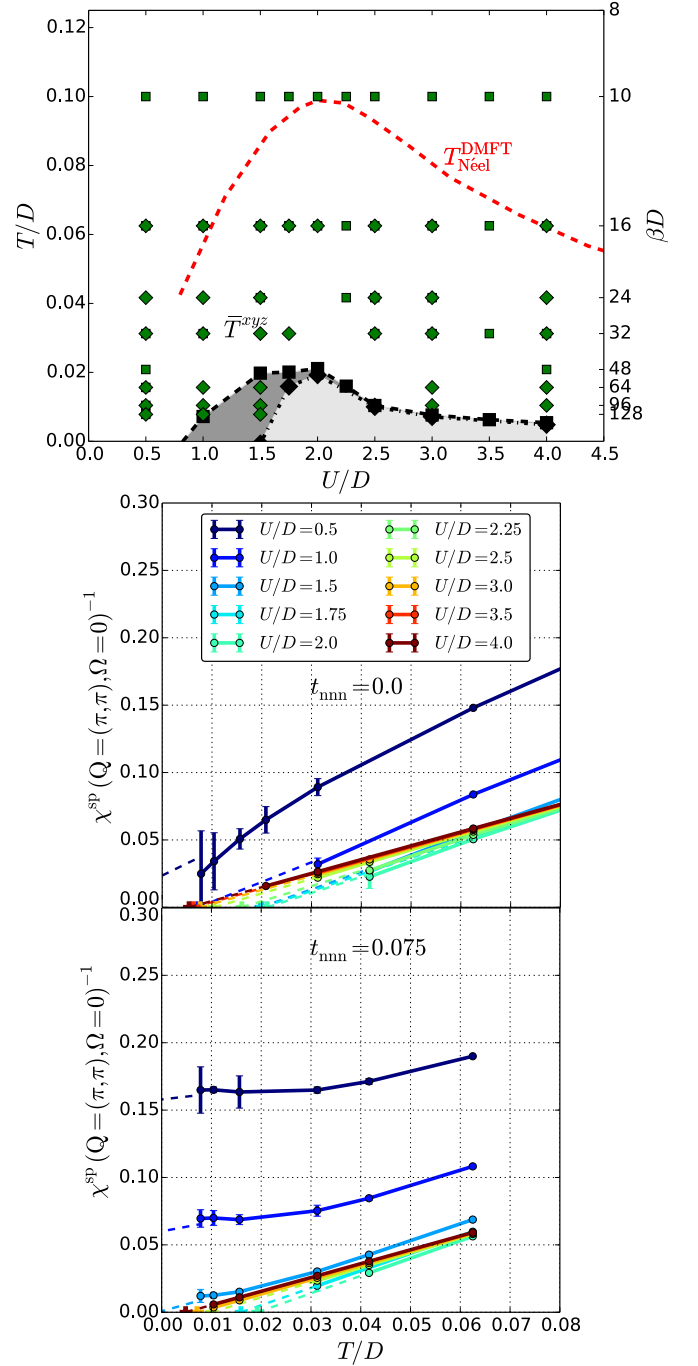 0.12
8
0.10
10
T_Néel^DMFT
0.08
T/D
0.06
16
βD
0.04
24
T̅^xyz
32
0.02
48
64
96
128
0.00
0.0 0.5 1.0 1.5 2.0 2.5 3.0 3.5 4.0 4.5
U/D
0.30
U/D=0.5 U/D=2.25
U/D=1.0 U/D=2.5
0.25
U/D=1.5 U/D=3.0
U/D=1.75 U/D=3.5
0.20
U/D=2.0 U/D=4.0
χ^sp(Q=(π,π),Ω=0)^−1
t_nnn=0.0
0.15
0.10
0.05
0.00
0.30
t_nnn=0.075
0.25
0.20
χ^sp(Q=(π,π),Ω=0)^−1
0.15
0.10
0.05
0.00
0.00 0.01 0.02 0.03 0.04 0.05 0.06 0.07 0.08
T/D